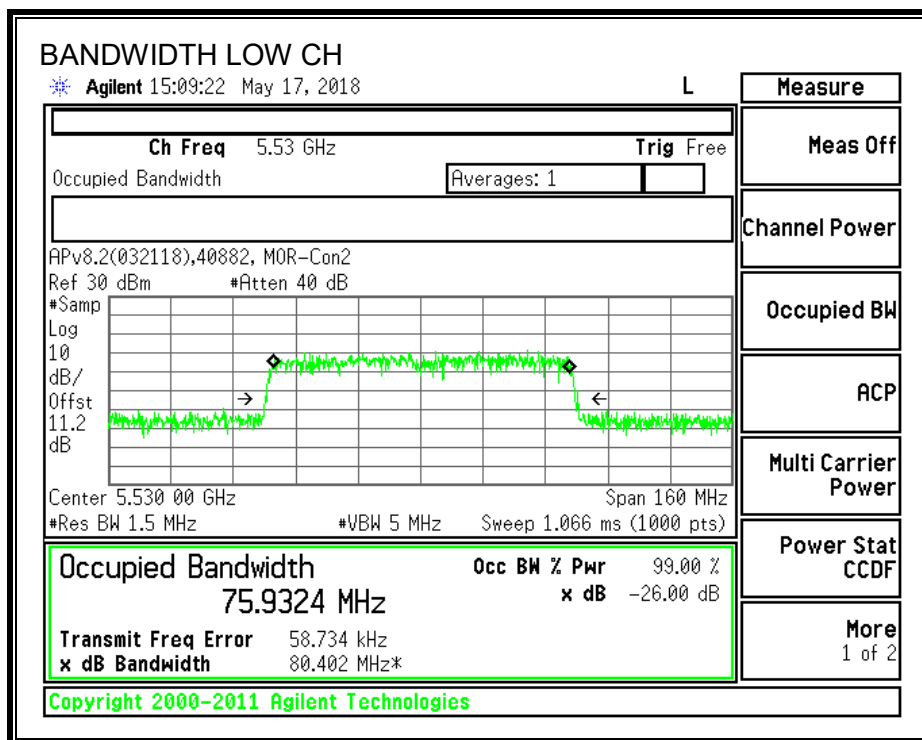 BANDWIDTH LOW CH
Agilent 15:09:22 May 17, 2018 L
Measure
Ch Freq 5.53 GHz Trig Free
Meas Off
Occupied Bandwidth Averages: 1
Channel Power
APv8.2(032118),40882, MOR-Con2
Ref 30 dBm #Atten 40 dB
#Samp
Log
10
dB/
Offst
11.2
dB
Occupied BW
ACP
Multi Carrier
Power
Center 5.530 00 GHz Span 160 MHz
#Res BW 1.5 MHz #VBW 5 MHz Sweep 1.066 ms (1000 pts)
Power Stat
CCDF
Occupied Bandwidth Occ BW % Pwr 99.00 %
75.9324 MHz x dB -26.00 dB
Transmit Freq Error 58.734 kHz
x dB Bandwidth 80.402 MHz*
More
1 of 2
Copyright 2000-2011 Agilent Technologies